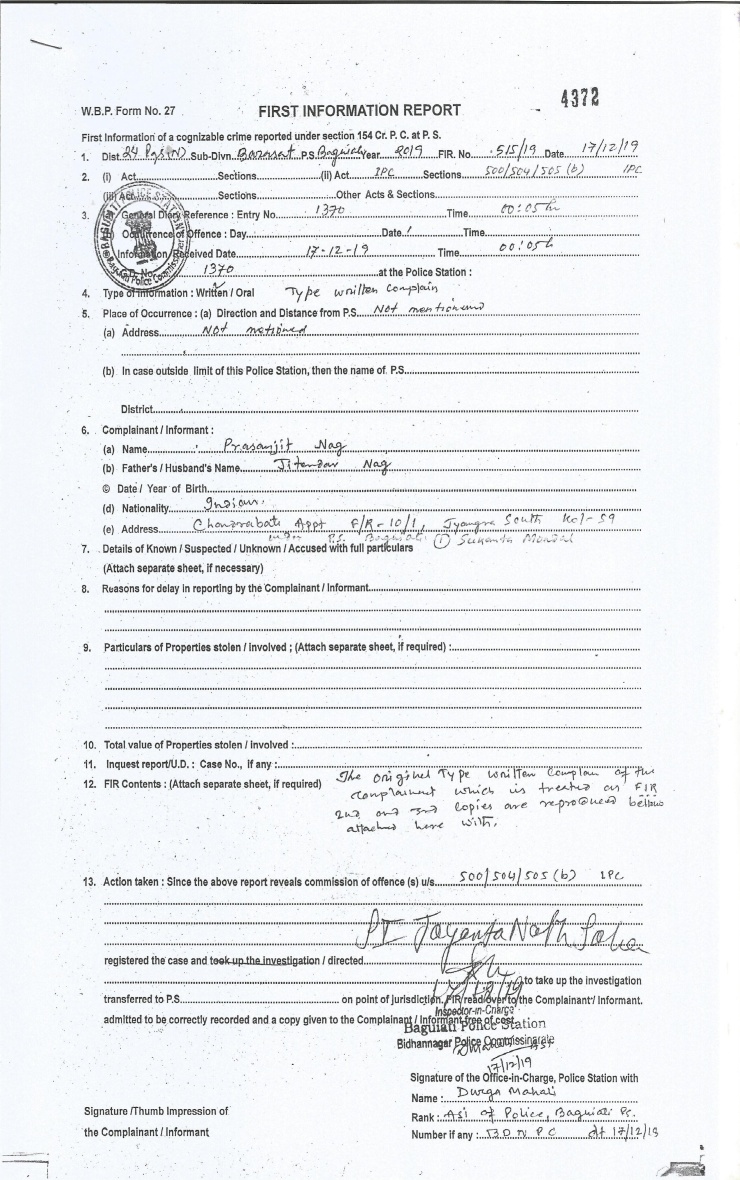 4372
W.B.P. Form No. 27 FIRST INFORMATION REPORT
First Information of a cognizable crime reported under section 154 Cr. P. C. at P. S.
1. Dist. 24 Pgs(N) Sub-Divn. Barasat P.S. Baguiati Year 2019 FIR. No. 515/19 Date 17/12/19
2. (i) Act Sections (ii) Act IPC Sections 500/504/505(b) IPC
(iii) Act Sections Other Acts & Sections
3. General Diary Reference : Entry No. 1370 Time 00:05h
Occurrence of Offence : Day Date Time
Information Received Date 17-12-19 Time 00:05h
G.D. No. 1370 at the Police Station :
4. Type of Information : Written / Oral Type written Complain
5. Place of Occurrence : (a) Direction and Distance from P.S. Not mentioned
(a) Address Not metioned
(b) In case outside limit of this Police Station, then the name of P.S.
District
6. Complainant / Informant :
(a) Name Prasanjit Nag
(b) Father's / Husband's Name Jitendar Nag
© Date / Year of Birth
(d) Nationality Indian.
(e) Address Chandrabati Appt F/R-10/1, Jyangra South Kol-59
P.S. Baguiati
7. Details of Known / Suspected / Unknown / Accused with full particulars (1) Sukanta Mondal
(Attach separate sheet, if necessary)
8. Reasons for delay in reporting by the Complainant / Informant
9. Particulars of Properties stolen / involved ; (Attach separate sheet, if required) :
10. Total value of Properties stolen / involved :
11. Inquest report/U.D. : Case No., if any :
12. FIR Contents : (Attach separate sheet, if required) The original Type written Complain of the
complainant which is treated as FIR
2nd and 3rd copies are reproduced bellow
attached here with.
13. Action taken : Since the above report reveals commission of offence (s) u/s. 500/504/505(b) IPC
PI Jayanta Nath
registered the case and took up the investigation / directed
to take up the investigation
17/12/19
transferred to P.S. on point of jurisdiction. FIR read over to the Complainant / Informant.
admitted to be correctly recorded and a copy given to the Complainant / Informant free of cost.
Inspector-in-Charge
Baguiati Police Station
Bidhannagar Police Commissinarate
17/12/19
Signature of the Office-in-Charge, Police Station with
Name : Durga Mahali
Signature /Thumb Impression of Rank : ASI of Police, Baguiati PS.
the Complainant / Informant Number if any : BDN PC dt 17/12/19